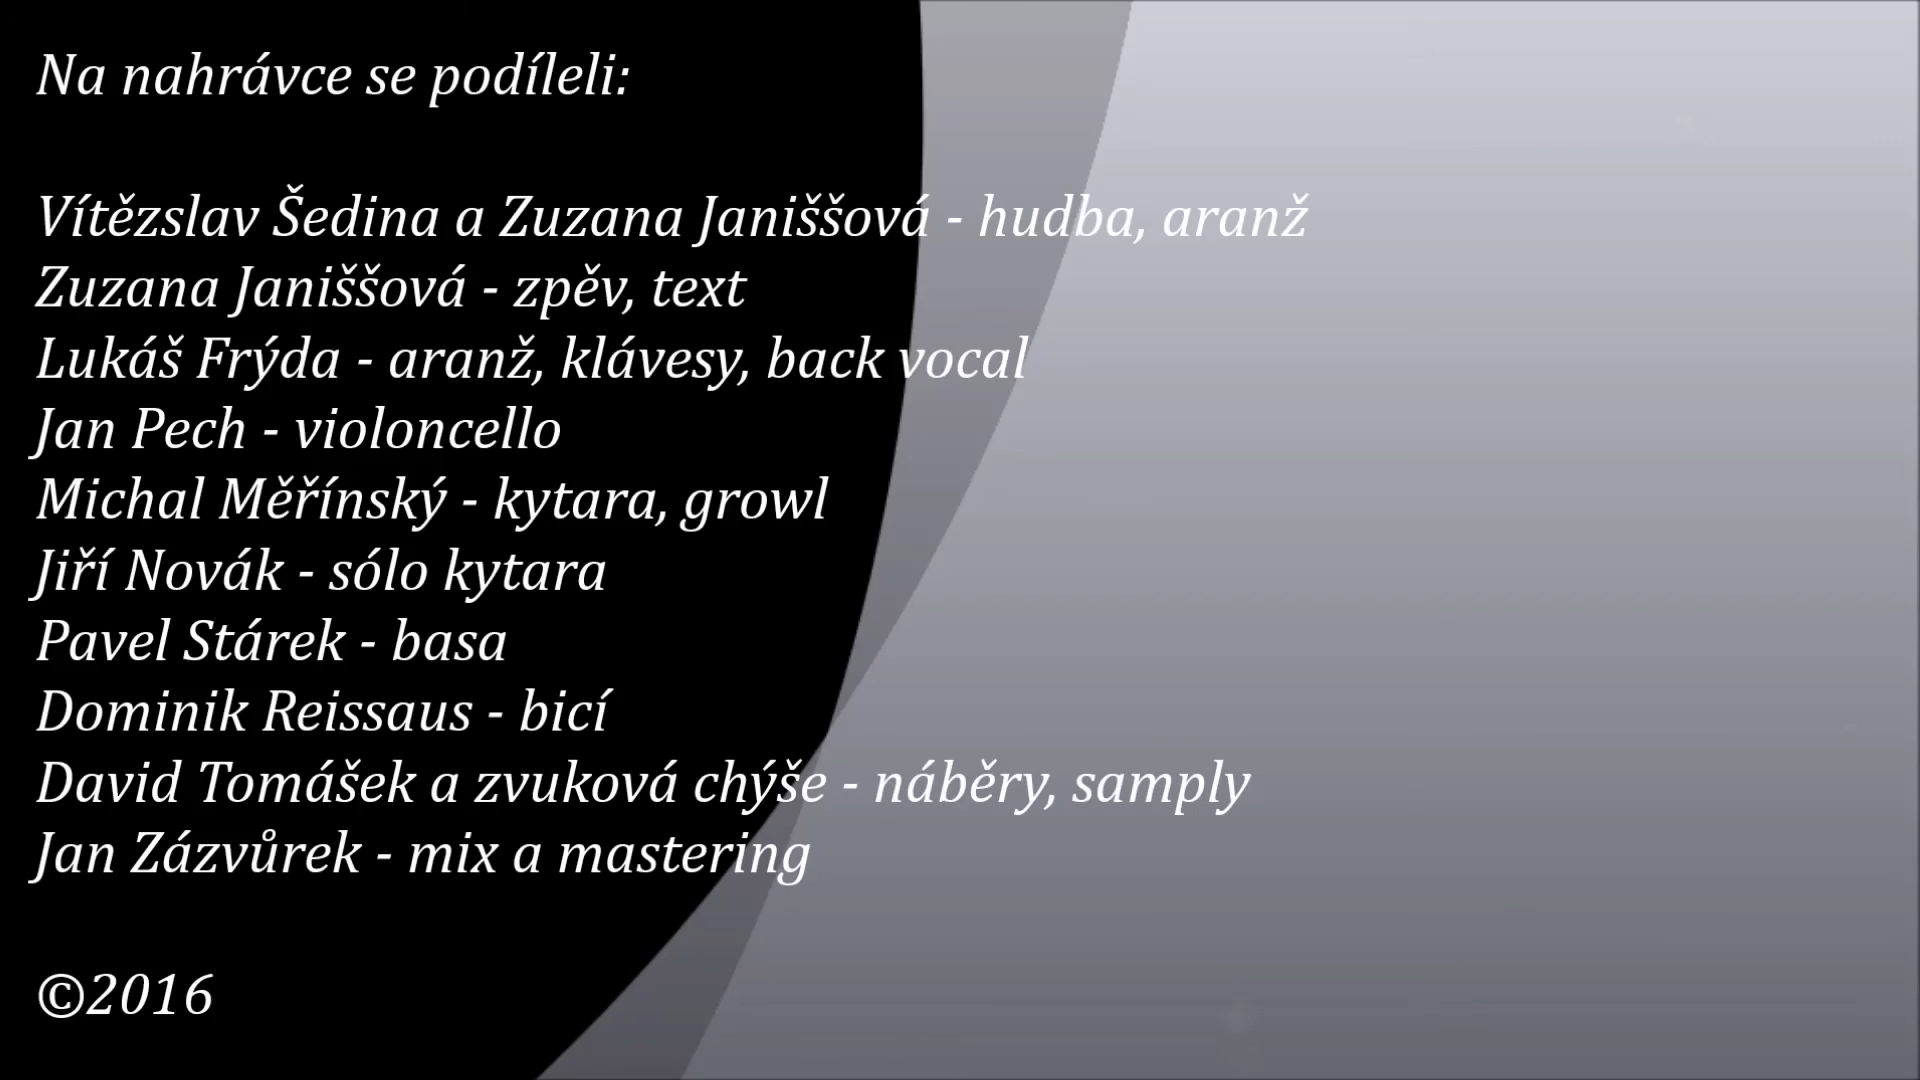 Na nahrávce se podíleli:
Vítězslav Šedina a Zuzana Janiššová - hudba, aranž
Zuzana Janiššová - zpěv, text
Lukáš Frýda - aranž, klávesy, back vocal
Jan Pech - violoncello
Michal Měřínský - kytara, growl
Jiří Novák - sólo kytara
Pavel Stárek - basa
Dominik Reissaus - bicí
David Tomášek a zvuková chýše - náběry, samply
Jan Zázvůrek - mix a mastering
©2016